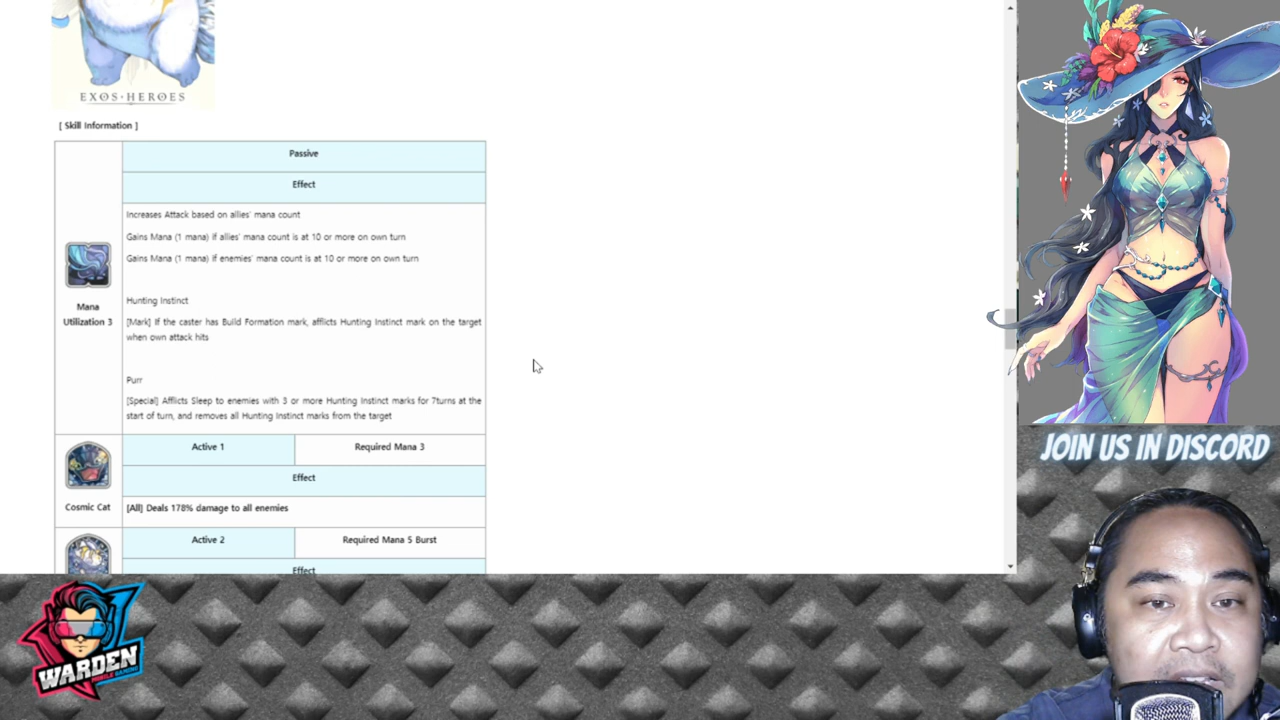 EXOS·HEROES
[ Skill Information ]
Passive
Effect
Increases Attack based on allies' mana count
Gains Mana (1 mana) if allies' mana count is at 10 or more on own turn
Gains Mana (1 mana) if enemies' mana count is at 10 or more on own turn
Mana
Utilization 3
Hunting Instinct
[Mark] If the caster has Build Formation mark, afflicts Hunting Instinct mark on the target
when own attack hits
Purr
[Special] Afflicts Sleep to enemies with 3 or more Hunting Instinct marks for 7turns at the
start of turn, and removes all Hunting Instinct marks from the target
Active 1
Required Mana 3
Effect
Cosmic Cat
[All] Deals 178% damage to all enemies
Active 2
Required Mana 5 Burst
Effect
JOIN US IN DISCORD
WARDEN
MOBILE GAMING